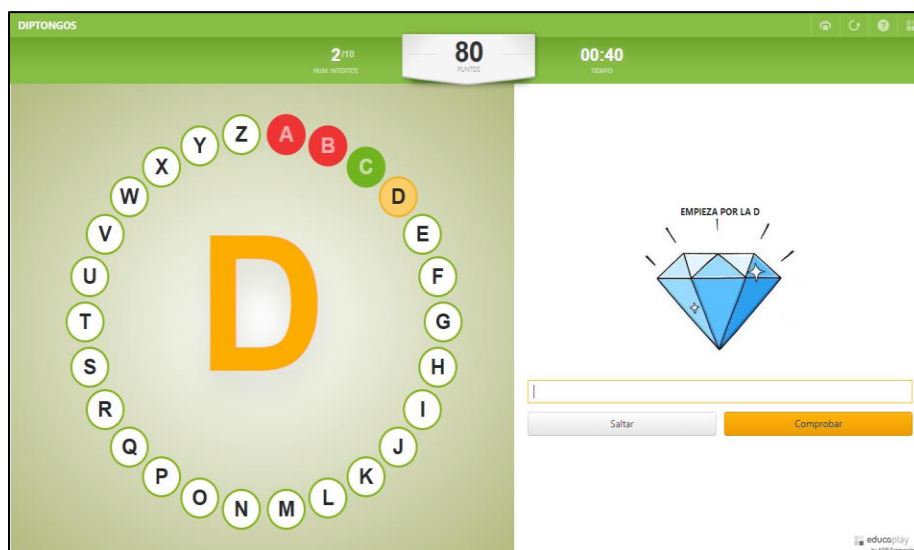 DIPTONGOS
2/10
NUM. INTENTOS
80
PUNTOS
00:40
TIEMPO
A
B
C
D
E
F
G
H
I
J
K
L
M
N
O
P
Q
R
S
T
U
V
W
X
Y
Z
D
EMPIEZA POR LA D
Saltar
Comprobar
educaplay